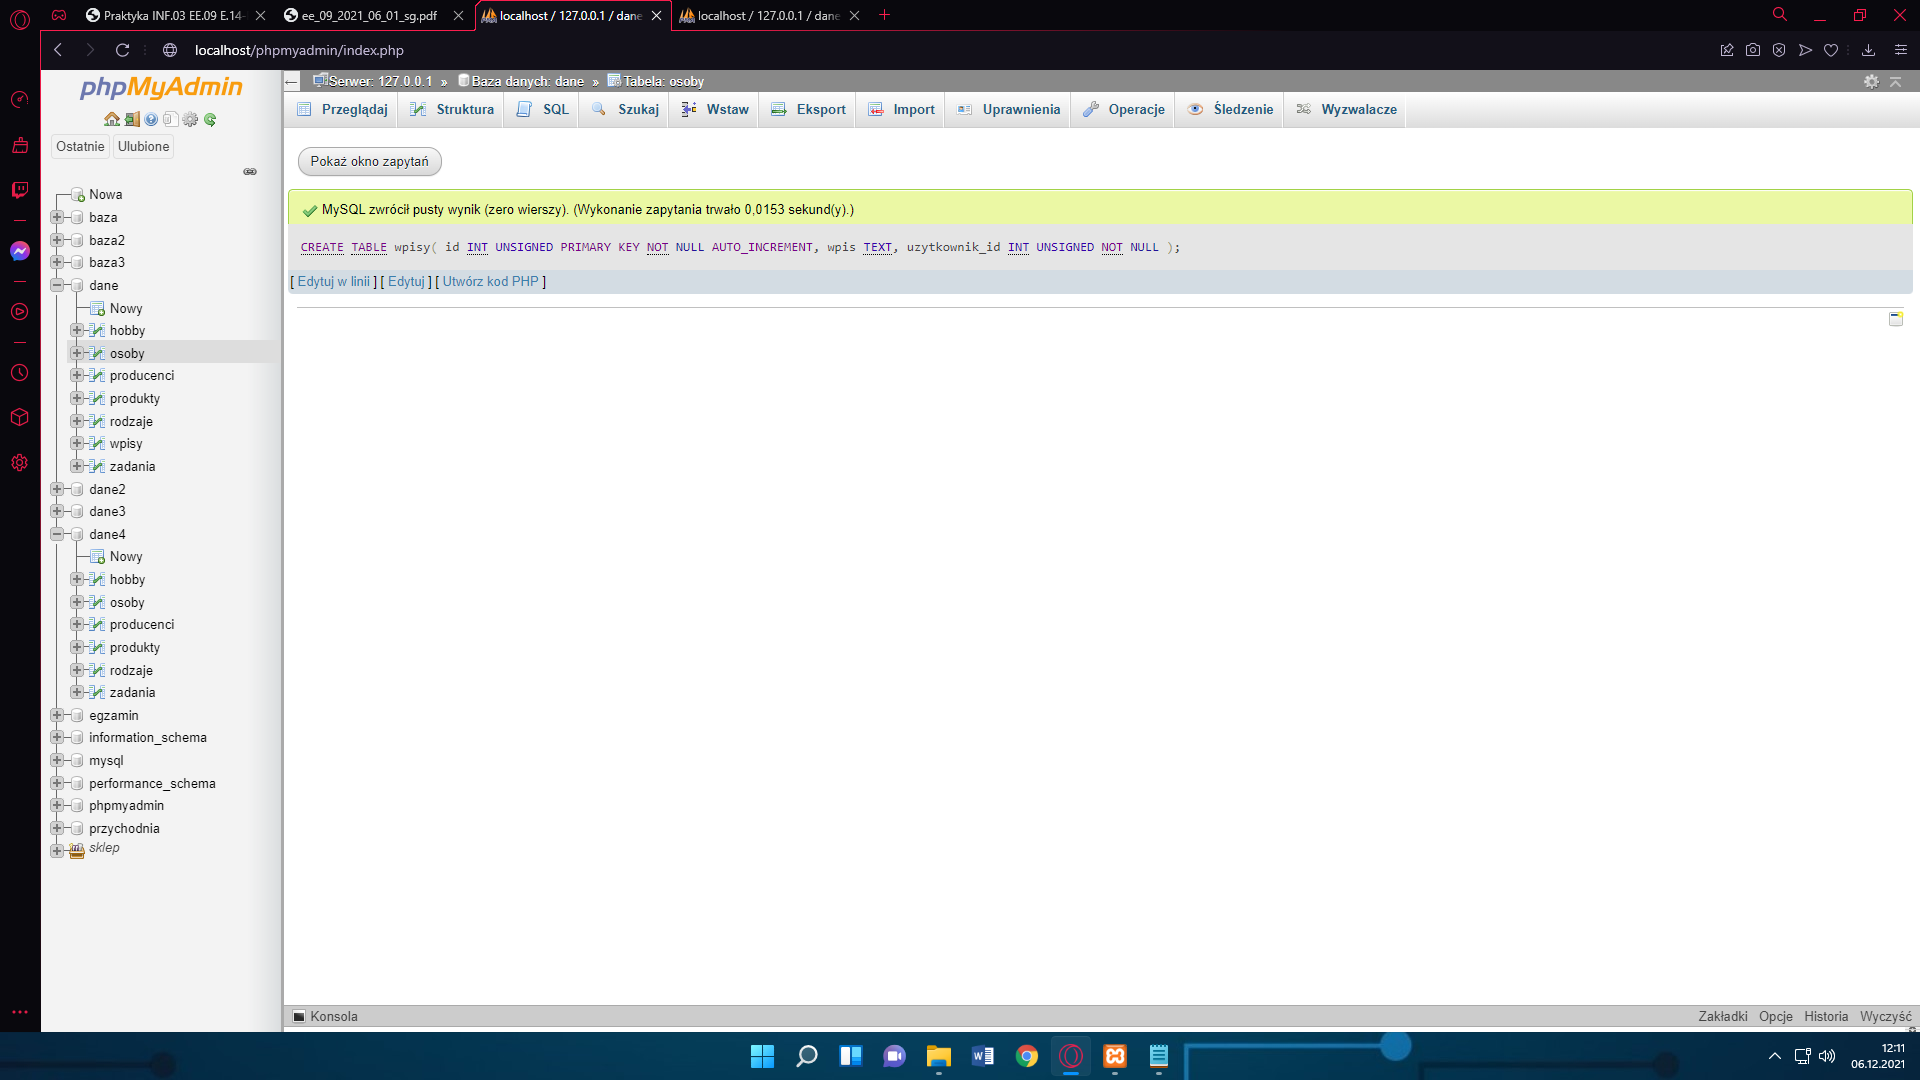 Praktyka INF.03 EE.09 E.14-
ee_09_2021_06_01_sg.pdf
localhost / 127.0.0.1 / dane
localhost / 127.0.0.1 / dane
localhost/phpmyadmin/index.php
phpMyAdmin
Ostatnie
Ulubione
Nowa
baza
baza2
baza3
dane
Nowy
hobby
osoby
producenci
produkty
rodzaje
wpisy
zadania
dane2
dane3
dane4
Nowy
hobby
osoby
producenci
produkty
rodzaje
zadania
egzamin
information_schema
mysql
performance_schema
phpmyadmin
przychodnia
sklep
Serwer: 127.0.0.1 » Baza danych: dane » Tabela: osoby
Przeglądaj Struktura SQL Szukaj Wstaw Eksport Import Uprawnienia Operacje Śledzenie Wyzwalacze
Pokaż okno zapytań
MySQL zwrócił pusty wynik (zero wierszy). (Wykonanie zapytania trwało 0,0153 sekund(y).)
CREATE TABLE wpisy( id INT UNSIGNED PRIMARY KEY NOT NULL AUTO_INCREMENT, wpis TEXT, uzytkownik_id INT UNSIGNED NOT NULL );
[ Edytuj w linii ] [ Edytuj ] [ Utwórz kod PHP ]
Konsola
Zakładki Opcje Historia Wyczyść
12:11
06.12.2021